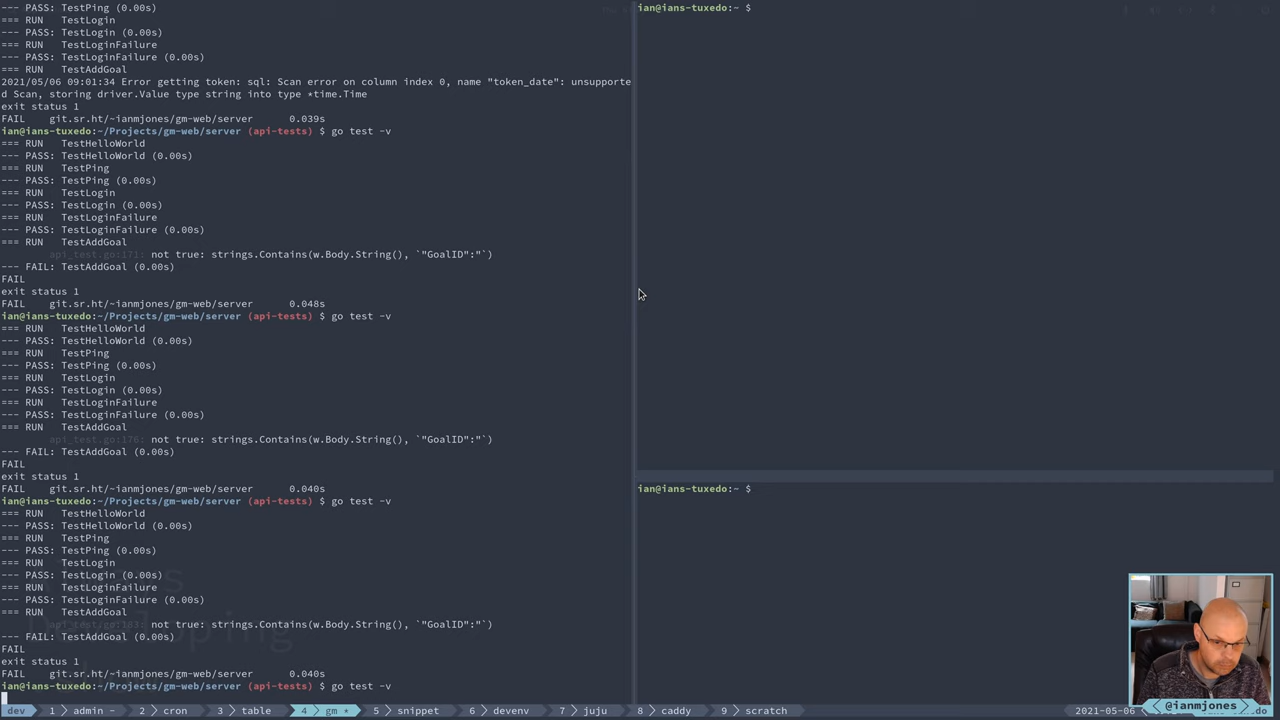 --- PASS: TestPing (0.00s)
=== RUN   TestLogin
--- PASS: TestLogin (0.00s)
=== RUN   TestLoginFailure
--- PASS: TestLoginFailure (0.00s)
=== RUN   TestAddGoal
2021/05/06 09:01:34 Error getting token: sql: Scan error on column index 0, name "token_date": unsupporte
d Scan, storing driver.Value type string into type *time.Time
exit status 1
FAIL    git.sr.ht/~ianmjones/gm-web/server      0.039s
ian@ians-tuxedo:~/Projects/gm-web/server (api-tests) $ go test -v
=== RUN   TestHelloWorld
--- PASS: TestHelloWorld (0.00s)
=== RUN   TestPing
--- PASS: TestPing (0.00s)
=== RUN   TestLogin
--- PASS: TestLogin (0.00s)
=== RUN   TestLoginFailure
--- PASS: TestLoginFailure (0.00s)
=== RUN   TestAddGoal
api_test.go:171: not true: strings.Contains(w.Body.String(), `"GoalID":"`)
--- FAIL: TestAddGoal (0.00s)
FAIL
exit status 1
FAIL    git.sr.ht/~ianmjones/gm-web/server      0.048s
ian@ians-tuxedo:~/Projects/gm-web/server (api-tests) $ go test -v
=== RUN   TestHelloWorld
--- PASS: TestHelloWorld (0.00s)
=== RUN   TestPing
--- PASS: TestPing (0.00s)
=== RUN   TestLogin
--- PASS: TestLogin (0.00s)
=== RUN   TestLoginFailure
--- PASS: TestLoginFailure (0.00s)
=== RUN   TestAddGoal
api_test.go:176: not true: strings.Contains(w.Body.String(), `"GoalID":"`)
--- FAIL: TestAddGoal (0.00s)
FAIL
exit status 1
FAIL    git.sr.ht/~ianmjones/gm-web/server      0.040s
ian@ians-tuxedo:~/Projects/gm-web/server (api-tests) $ go test -v
=== RUN   TestHelloWorld
--- PASS: TestHelloWorld (0.00s)
=== RUN   TestPing
--- PASS: TestPing (0.00s)
=== RUN   TestLogin
--- PASS: TestLogin (0.00s)
=== RUN   TestLoginFailure
--- PASS: TestLoginFailure (0.00s)
=== RUN   TestAddGoal
api_test.go:183: not true: strings.Contains(w.Body.String(), `"GoalID":"`)
--- FAIL: TestAddGoal (0.00s)
FAIL
exit status 1
FAIL    git.sr.ht/~ianmjones/gm-web/server      0.040s
ian@ians-tuxedo:~/Projects/gm-web/server (api-tests) $ go test -v
ian@ians-tuxedo:~ $
ian@ians-tuxedo:~ $
dev 1 admin - 2 cron 3 table 4 gm * 5 snippet 6 devenv 7 juju 8 caddy 9 scratch 2021-05-06
@ianmjones